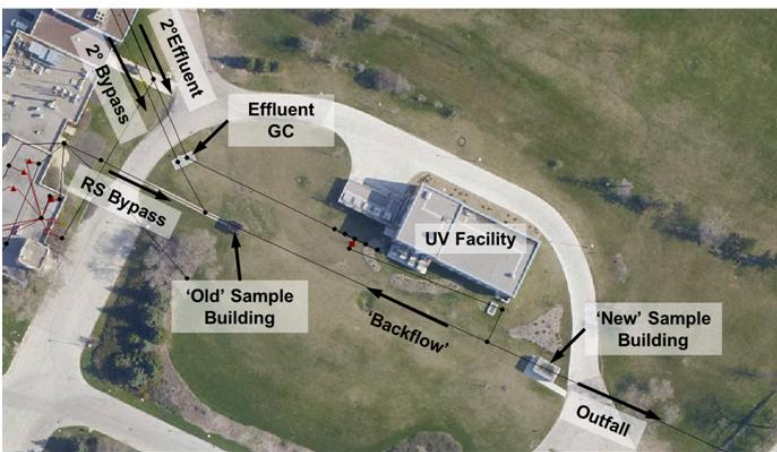 2° Bypass
2°Effluent
Effluent
GC
RS Bypass
UV Facility
'Old' Sample
Building
'Backflow'
'New' Sample
Building
Outfall